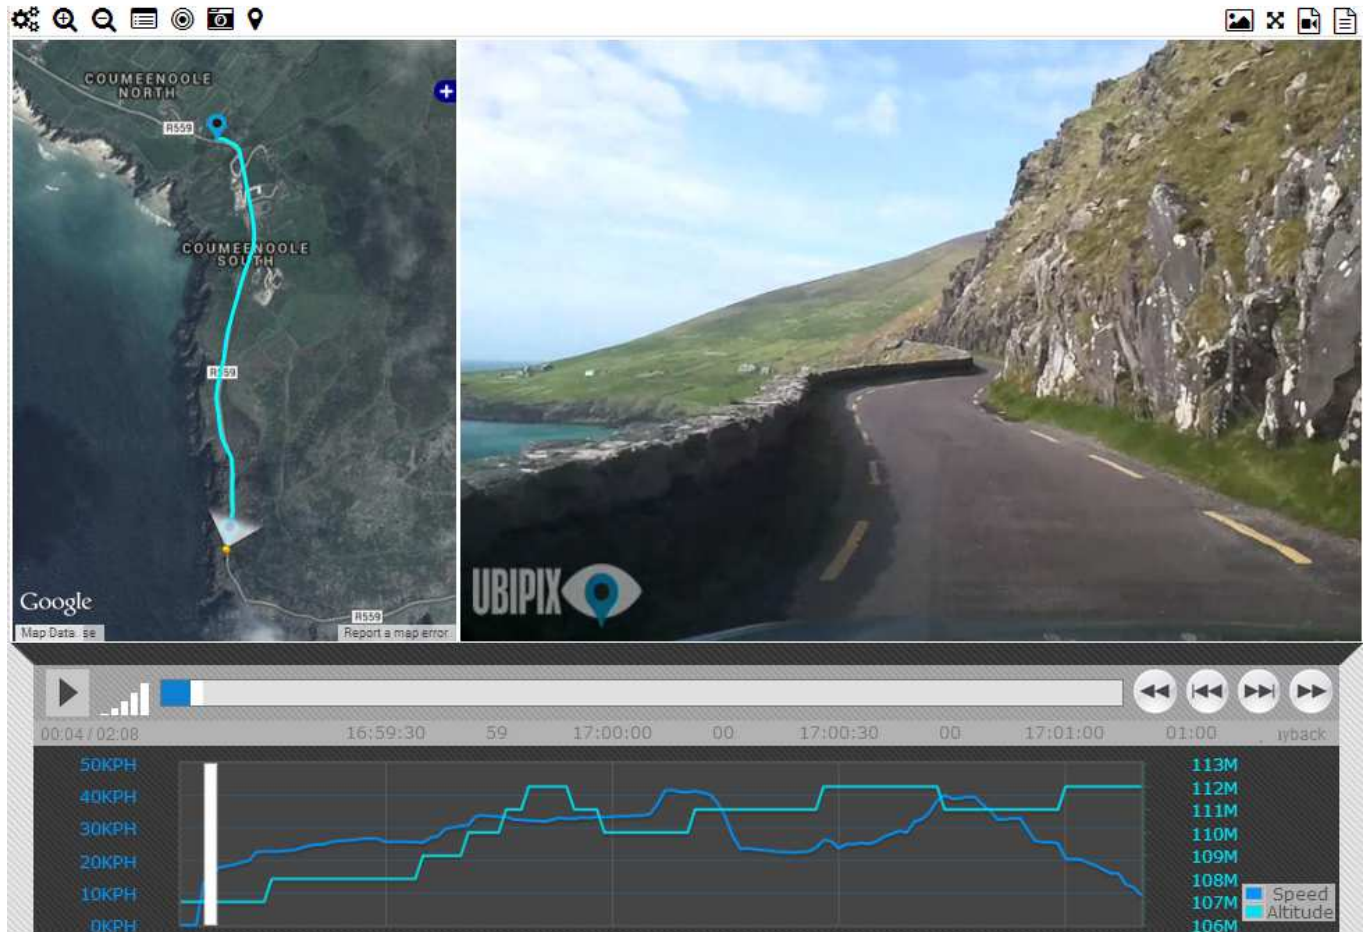 COUMEENOOLE
NORTH
R559
COUMEENOOLE
SOUTH
R559
R559
Google
Map Data se
Report a map error
UBIPIX
00:04 / 02:08
16:59:30 59 17:00:00 00 17:00:30 00 17:01:00 01:00 yback
50KPH 113M
40KPH 112M
30KPH 111M
20KPH 110M
10KPH 109M
0KPH 108M
107M
106M
Speed
Altitude